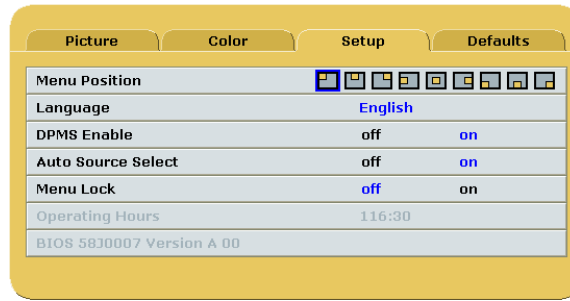 Picture Color Setup Defaults
Menu Position
Language English
DPMS Enable off on
Auto Source Select off on
Menu Lock off on
Operating Hours 116:30
BIOS 58J0007 Version A 00